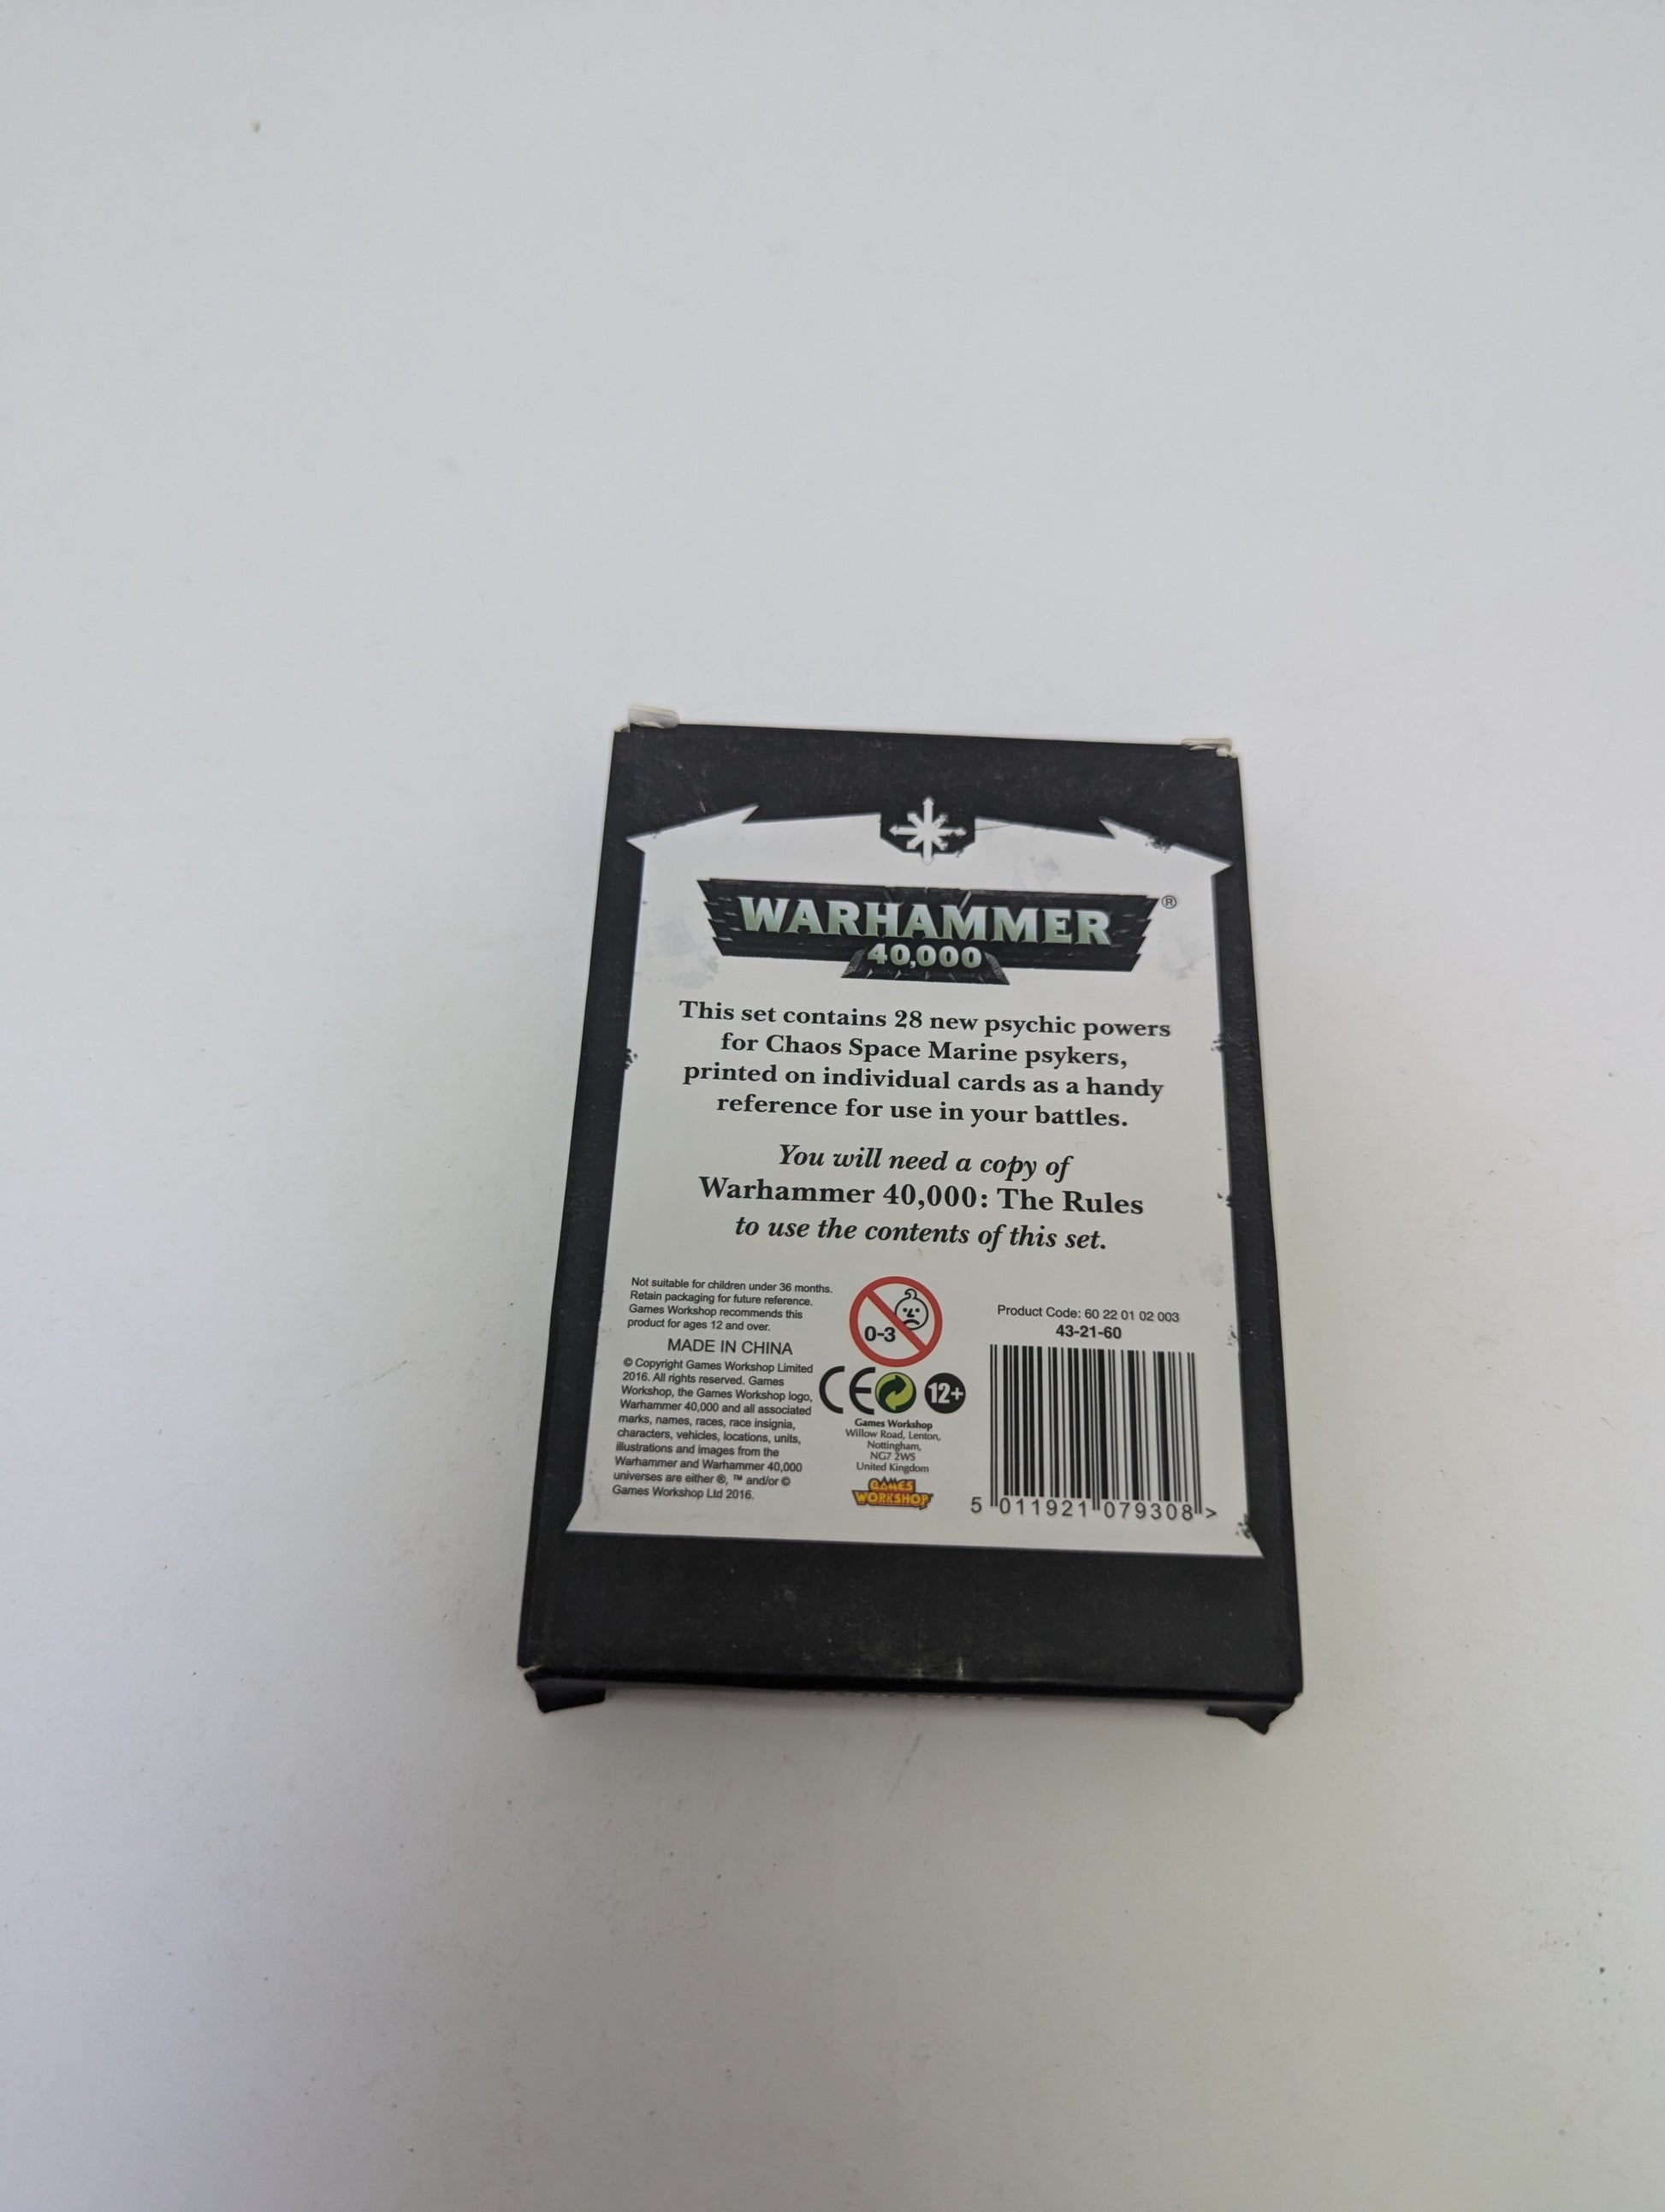 WARHAMMER ®
40,000
This set contains 28 new psychic powers
for Chaos Space Marine psykers,
printed on individual cards as a handy
reference for use in your battles.
You will need a copy of
Warhammer 40,000: The Rules
to use the contents of this set.
Not suitable for children under 36 months.
Retain packaging for future reference.
Games Workshop recommends this
product for ages 12 and over.
MADE IN CHINA
© Copyright Games Workshop Limited
2016. All rights reserved. Games
Workshop, the Games Workshop logo,
Warhammer 40,000 and all associated
marks, names, races, race insignia,
characters, vehicles, locations, units,
illustrations and images from the
Warhammer and Warhammer 40,000
universes are either ®, ™ and/or ©
Games Workshop Ltd 2016.
0-3
CE
12+
Games Workshop
Willow Road, Lenton,
Nottingham,
NG7 2WS
United Kingdom
GAMES
WORKSHOP
Product Code: 60 22 01 02 003
43-21-60
5 011921 079308 >